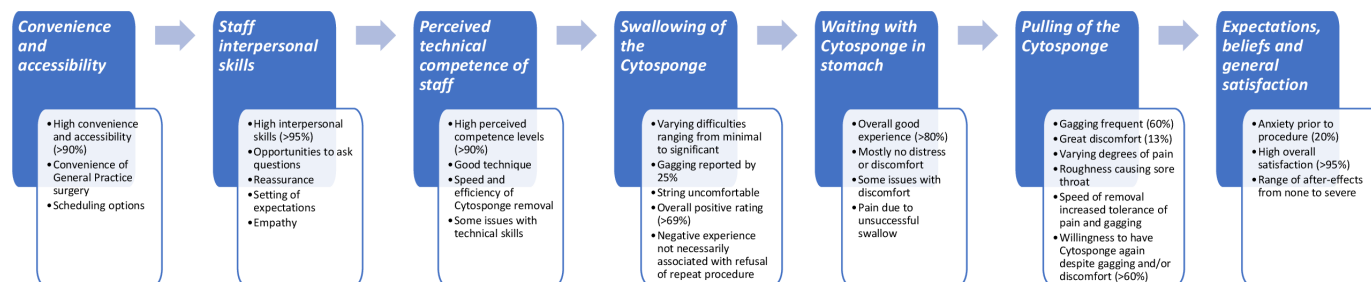 Convenience
and
accessibility
• High convenience
and accessibility
(>90%)
• Convenience of
General Practice
surgery
• Scheduling options
Staff
interpersonal
skills
• High interpersonal
skills (>95%)
• Opportunities to ask
questions
• Reassurance
• Setting of
expectations
• Empathy
Perceived
technical
competence of
staff
• High perceived
competence levels
(>90%)
• Good technique
• Speed and
efficiency of
Cytosponge removal
• Some issues with
technical skills
Swallowing of
the
Cytosponge
• Varying difficulties
ranging from minimal
to significant
• Gagging reported by
25%
• String uncomfortable
• Overall positive rating
(>69%)
• Negative experience
not necessarily
associated with refusal
of repeat procedure
Waiting with
Cytosponge in
stomach
• Overall good
experience (>80%)
• Mostly no distress
or discomfort
• Some issues with
discomfort
• Pain due to
unsuccessful
swallow
Pulling of the
Cytosponge
• Gagging frequent (60%)
• Great discomfort (13%)
• Varying degrees of pain
• Roughness causing sore
throat
• Speed of removal
increased tolerance of
pain and gagging
• Willingness to have
Cytosponge again
despite gagging and/or
discomfort (>60%)
Expectations,
beliefs and
general
satisfaction
• Anxiety prior to
procedure (20%)
• High overall
satisfaction (>95%)
• Range of after-effects
from none to severe